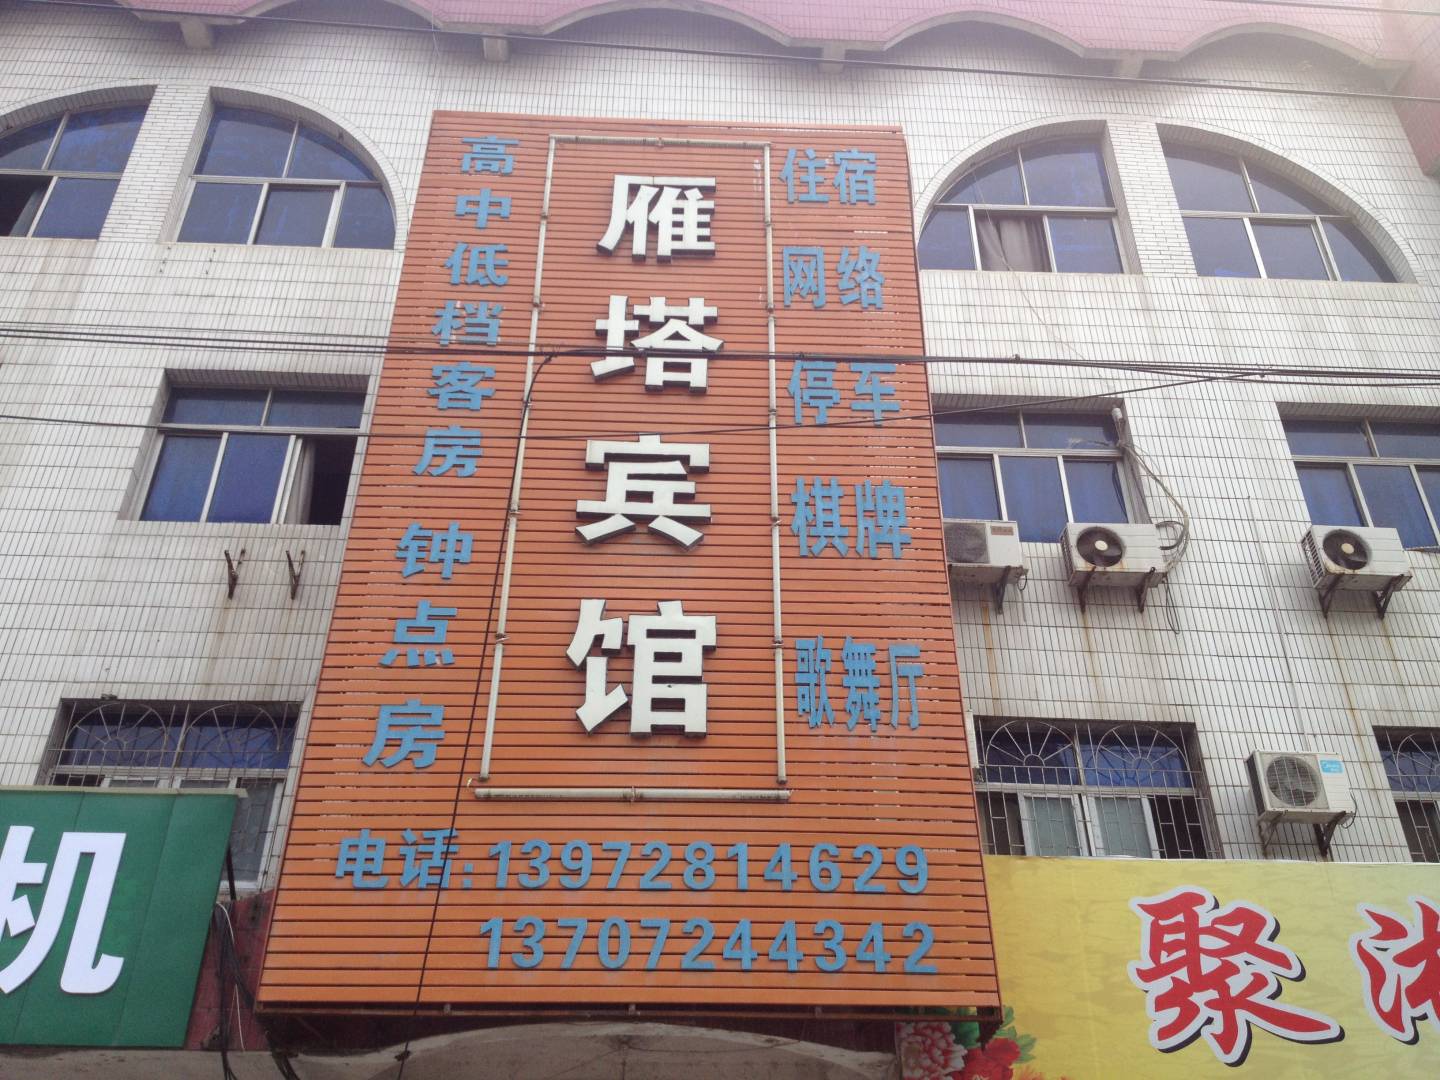 高中低档客房 钟点房
雁塔宾馆
住宿
网络
停车
棋牌
歌舞厅
电话:13972814629
13707244342
机
聚湘